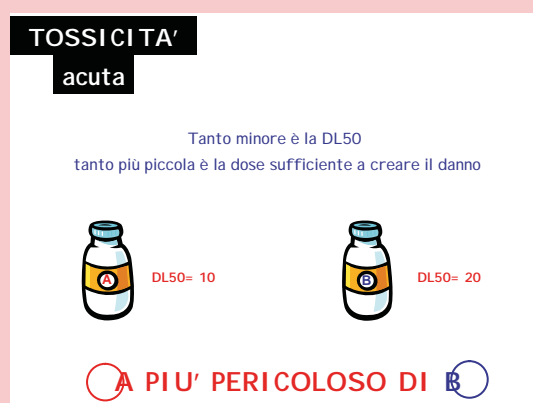 TOSSICITA'
acuta
Tanto minore è la DL50
tanto più piccola è la dose sufficiente a creare il danno
A DL50= 10 B DL50= 20
A PIU' PERICOLOSO DI B